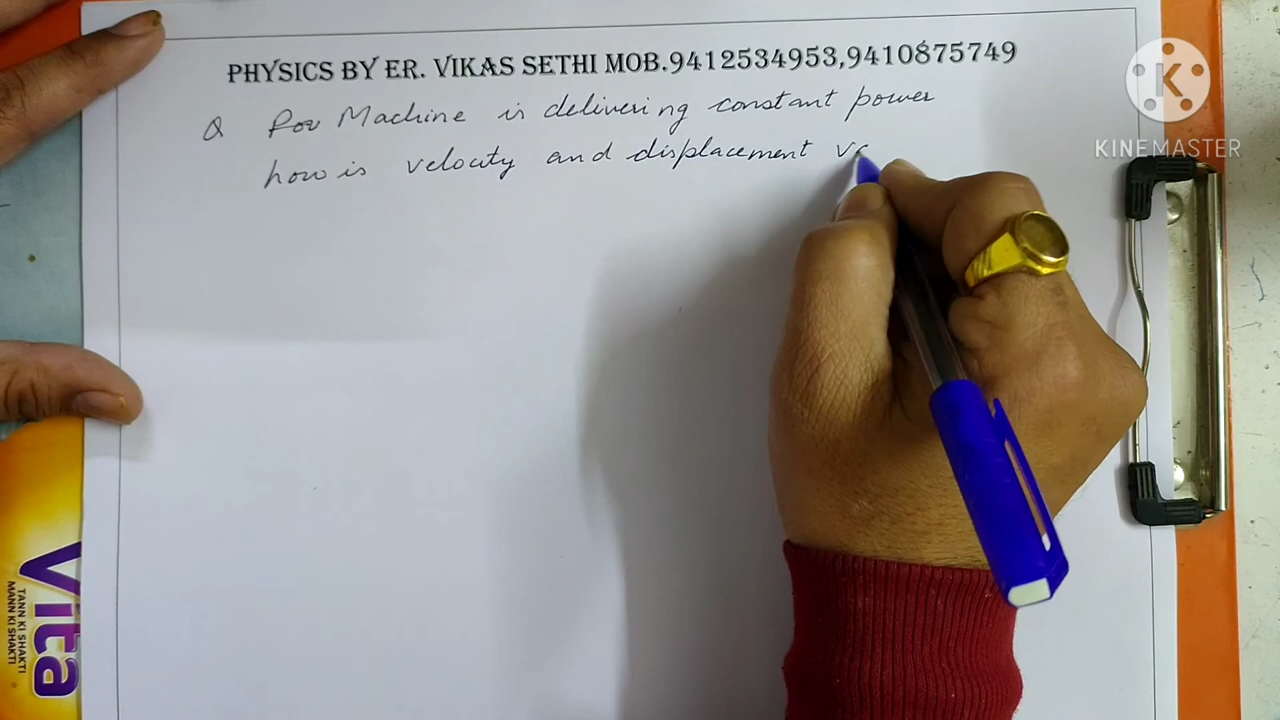 PHYSICS BY ER. VIKAS SETHI MOB.9412534953,9410875749
Q For Machine is delivering constant power
how is velocity and displacement
K
KINEMASTER
Vita
TANN KI SHAKTI
MANN KI SHAKTI